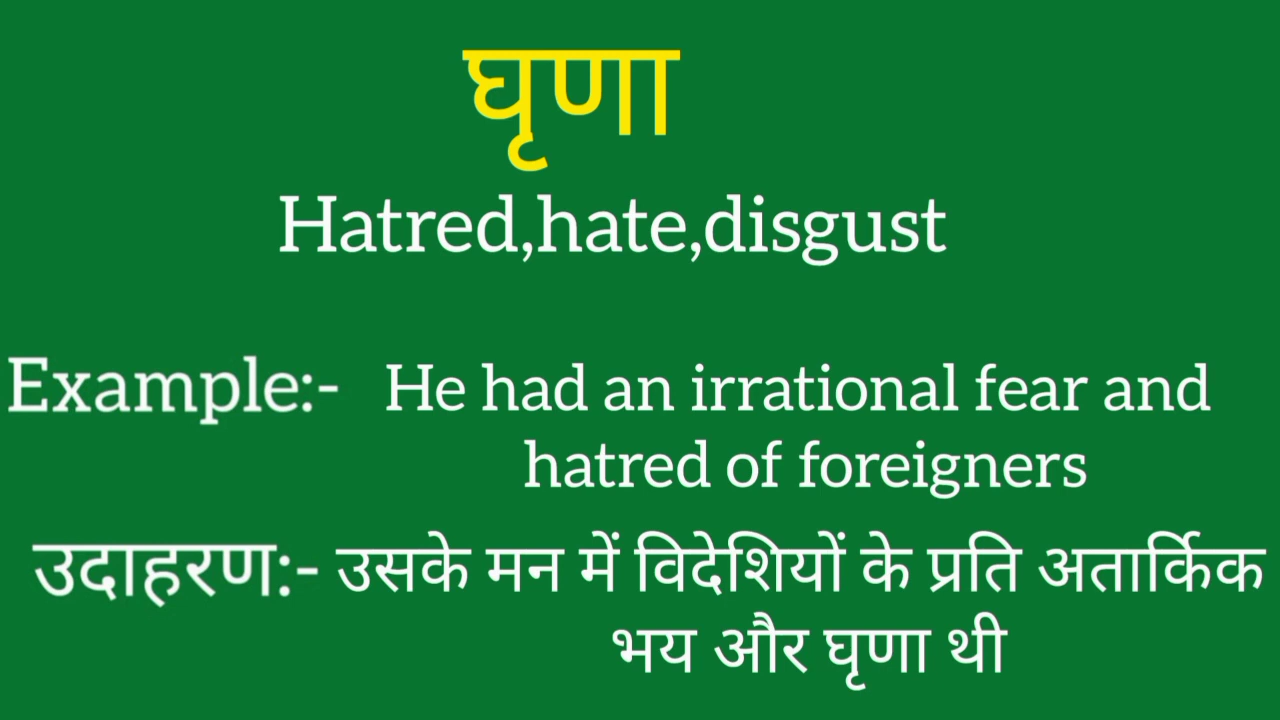 घृणा
Hatred,hate,disgust
Example:- He had an irrational fear and
hatred of foreigners
उदाहरण:- उसके मन में विदेशियों के प्रति अतार्किक
भय और घृणा थी